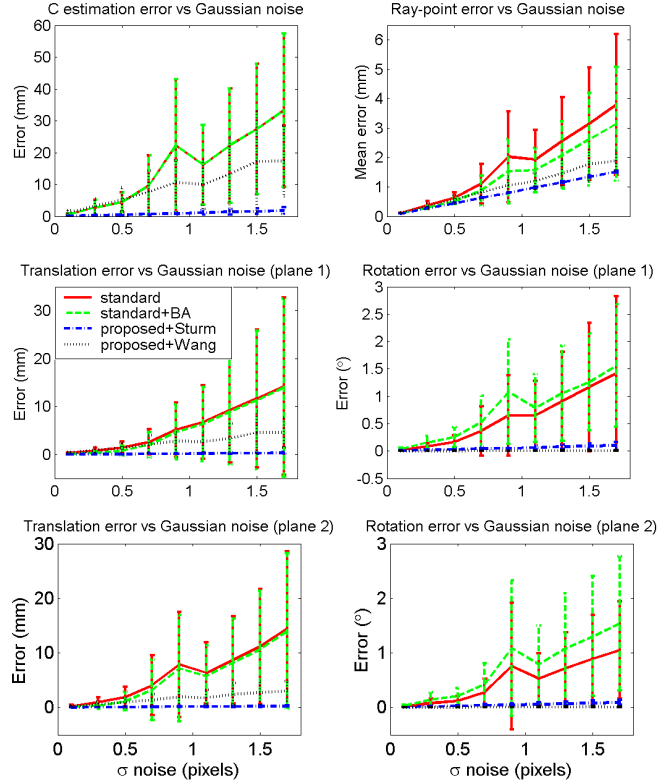 C estimation error vs Gaussian noise
Error (mm)
60
50
40
30
20
10
0
0 0.5 1 1.5
Ray-point error vs Gaussian noise
Mean error (mm)
6
5
4
3
2
1
0
0 0.5 1 1.5
Translation error vs Gaussian noise (plane 1)
Error (mm)
30
20
10
0
standard
standard+BA
proposed+Sturm
proposed+Wang
0 0.5 1 1.5
Rotation error vs Gaussian noise (plane 1)
Error (°)
3
2.5
2
1.5
1
0.5
0
-0.5
0 0.5 1 1.5
Translation error vs Gaussian noise (plane 2)
Error (mm)
30
20
10
0
0 0.5 1 1.5
σ noise (pixels)
Rotation error vs Gaussian noise (plane 2)
Error (°)
3
2
1
0
0 0.5 1 1.5
σ noise (pixels)